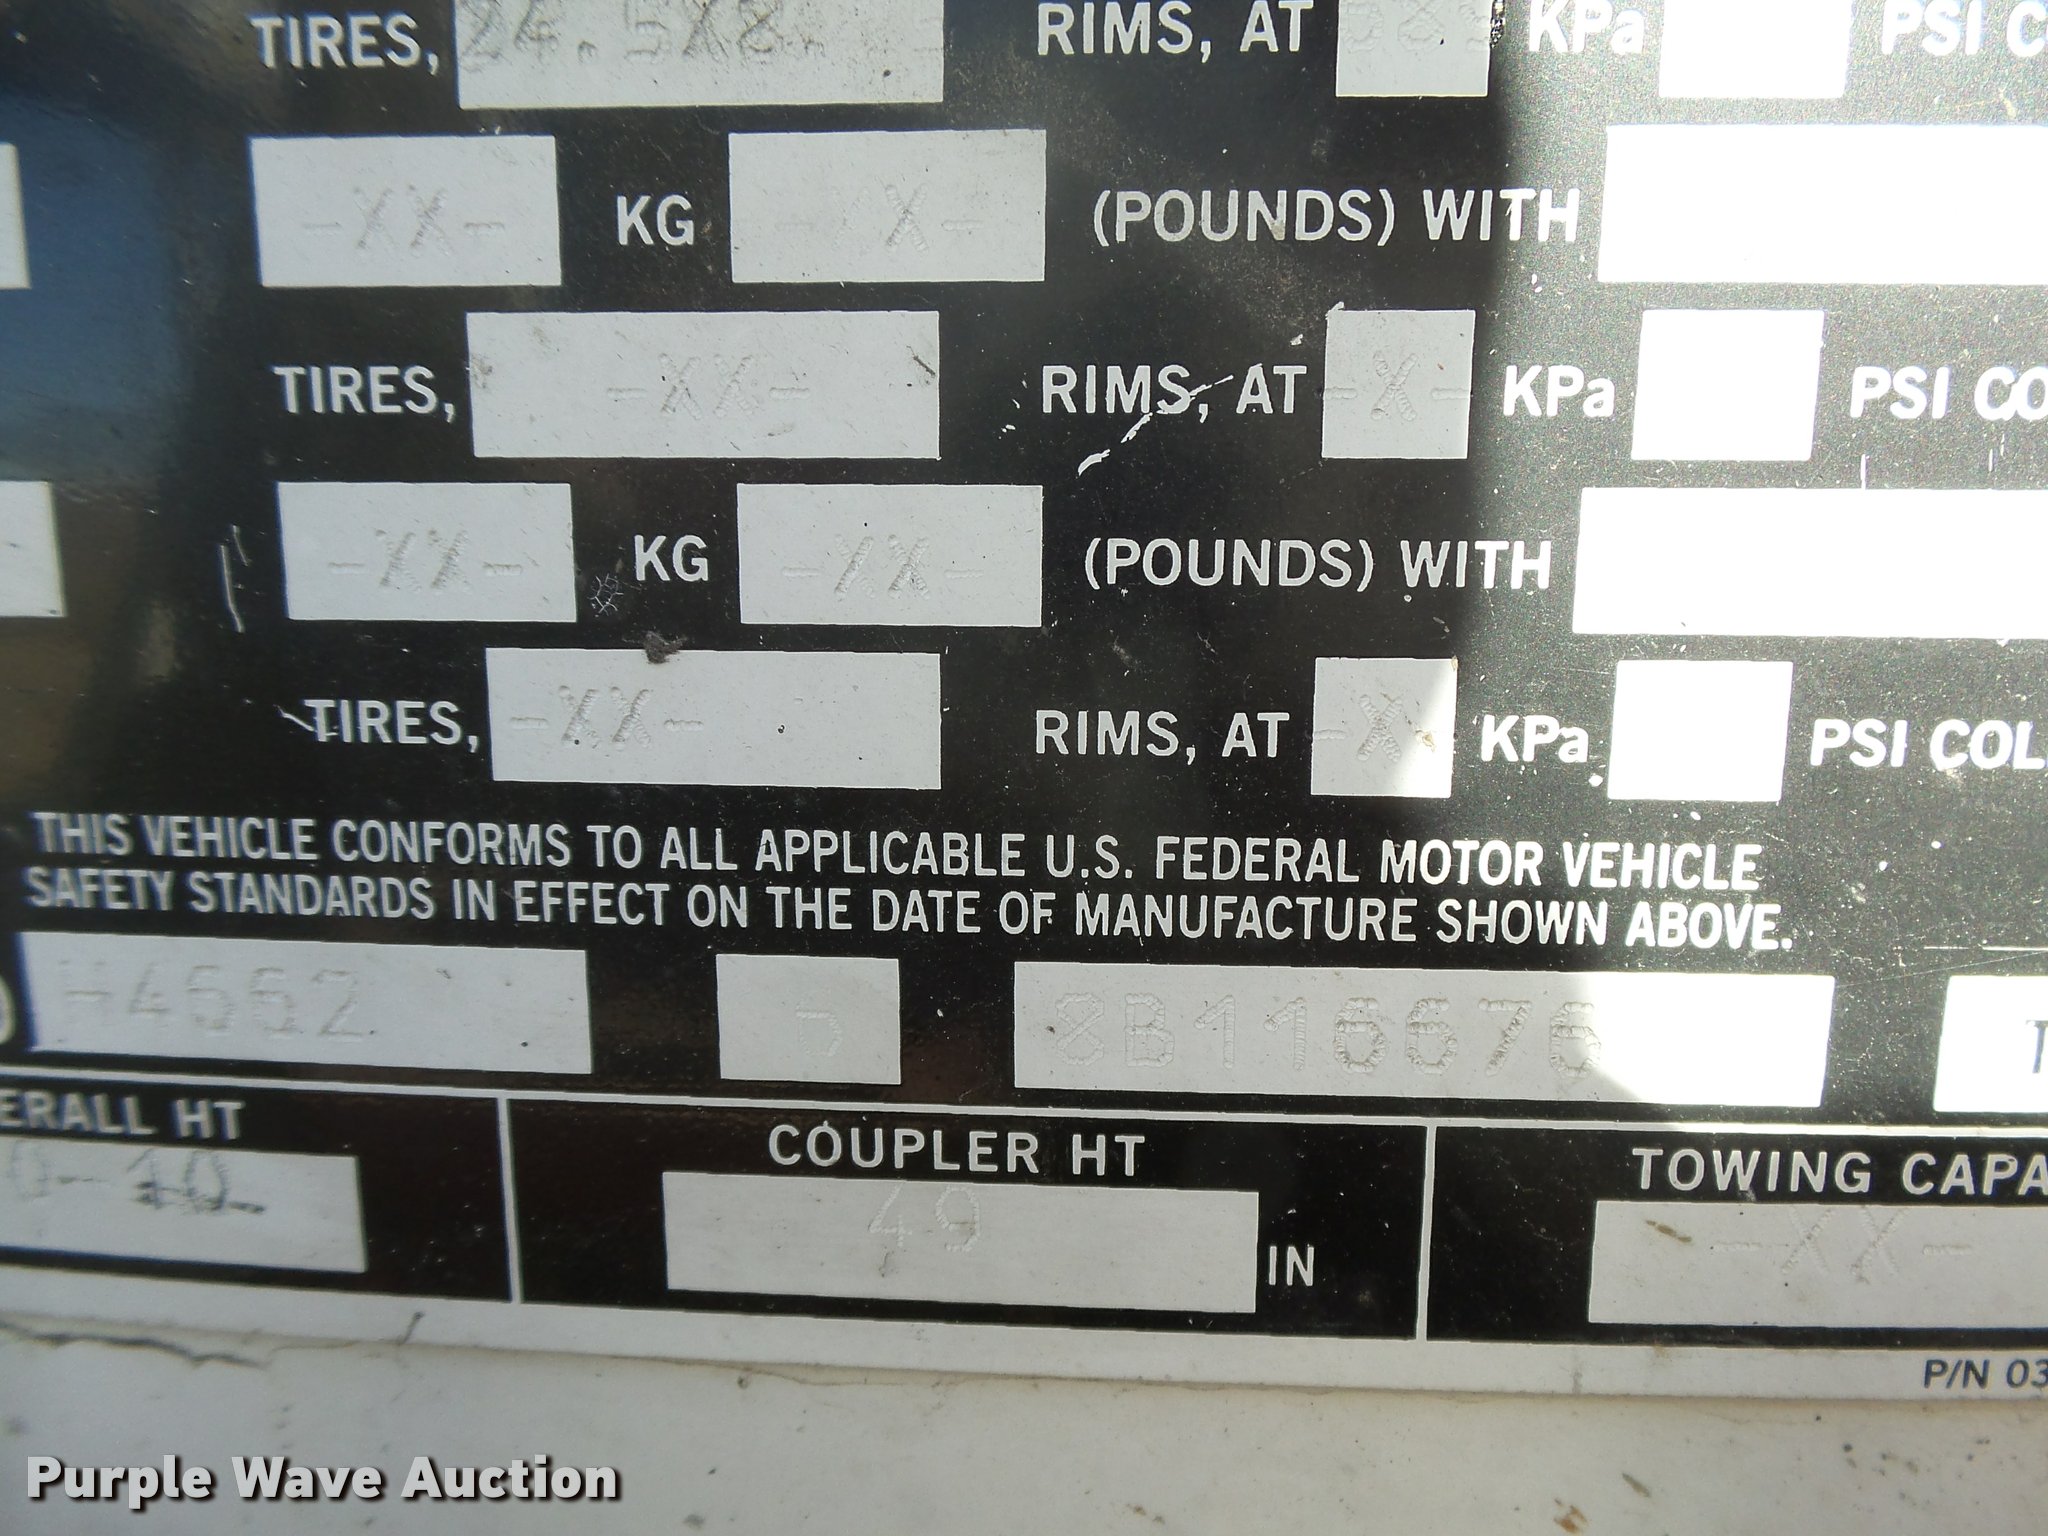 TIRES, 24.5X8. RIMS, AT KPa PSI C
-XX- KG -XX- (POUNDS) WITH
TIRES, -XX- RIMS, AT -X- KPa PSI CO
-XX- KG -XX- (POUNDS) WITH
TIRES, -XX- RIMS, AT -X- KPa PSI COL
THIS VEHICLE CONFORMS TO ALL APPLICABLE U.S. FEDERAL MOTOR VEHICLE
SAFETY STANDARDS IN EFFECT ON THE DATE OF MANUFACTURE SHOWN ABOVE.
8B116676 T
ERALL HT COUPLER HT TOWING CAPA
49 IN -XX-
P/N 03
Purple Wave Auction